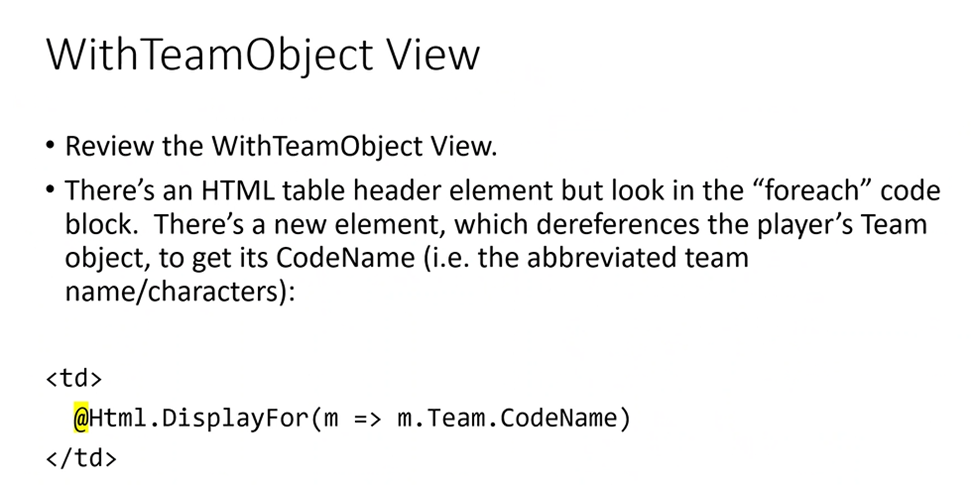 WithTeamObject View
• Review the WithTeamObject View.
• There’s an HTML table header element but look in the “foreach” code
block.  There’s a new element, which dereferences the player’s Team
object, to get its CodeName (i.e. the abbreviated team
name/characters):
<td>
@Html.DisplayFor(m => m.Team.CodeName)
</td>